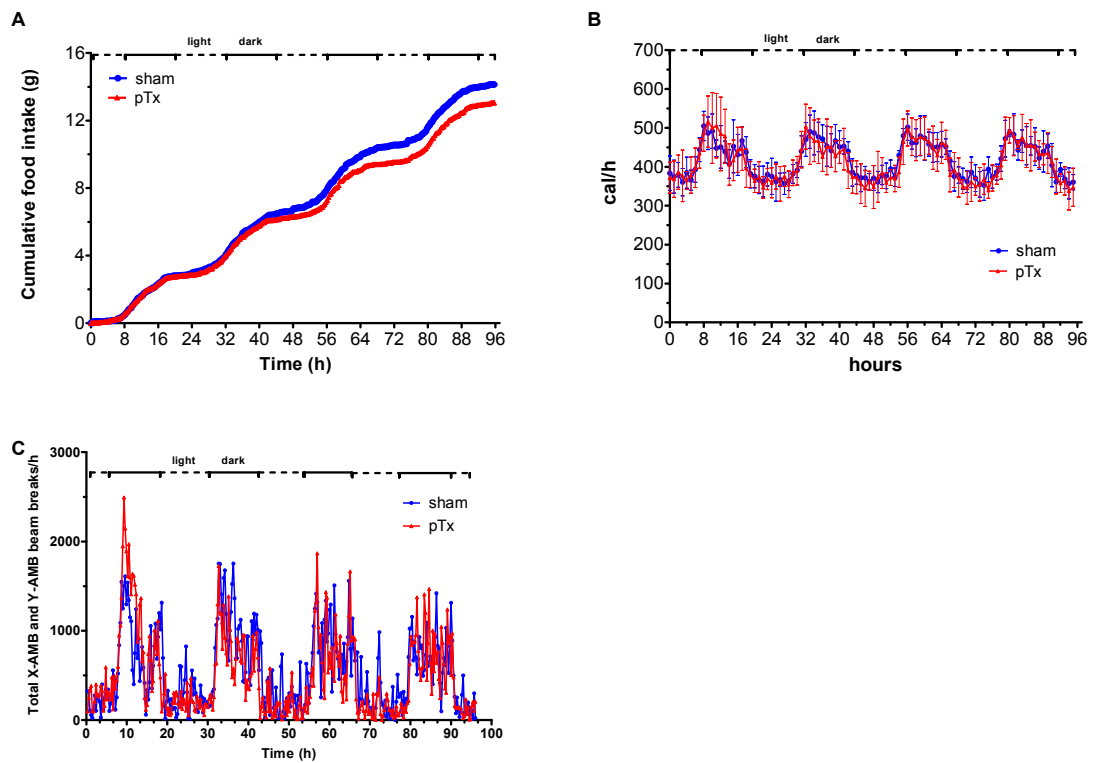 A
light dark
16
12
8
4
0
sham
pTx
Cumulative food intake (g)
0 8 16 24 32 40 48 56 64 72 80 88 96
Time (h)
B
light dark
700
600
500
400
300
200
100
0
cal/h
sham
pTx
0 8 16 24 32 40 48 56 64 72 80 88 96
hours
C
light dark
3000
2000
1000
0
sham
pTx
Total X-AMB and Y-AMB beam breaks/h
0 10 20 30 40 50 60 70 80 90 100
Time (h)